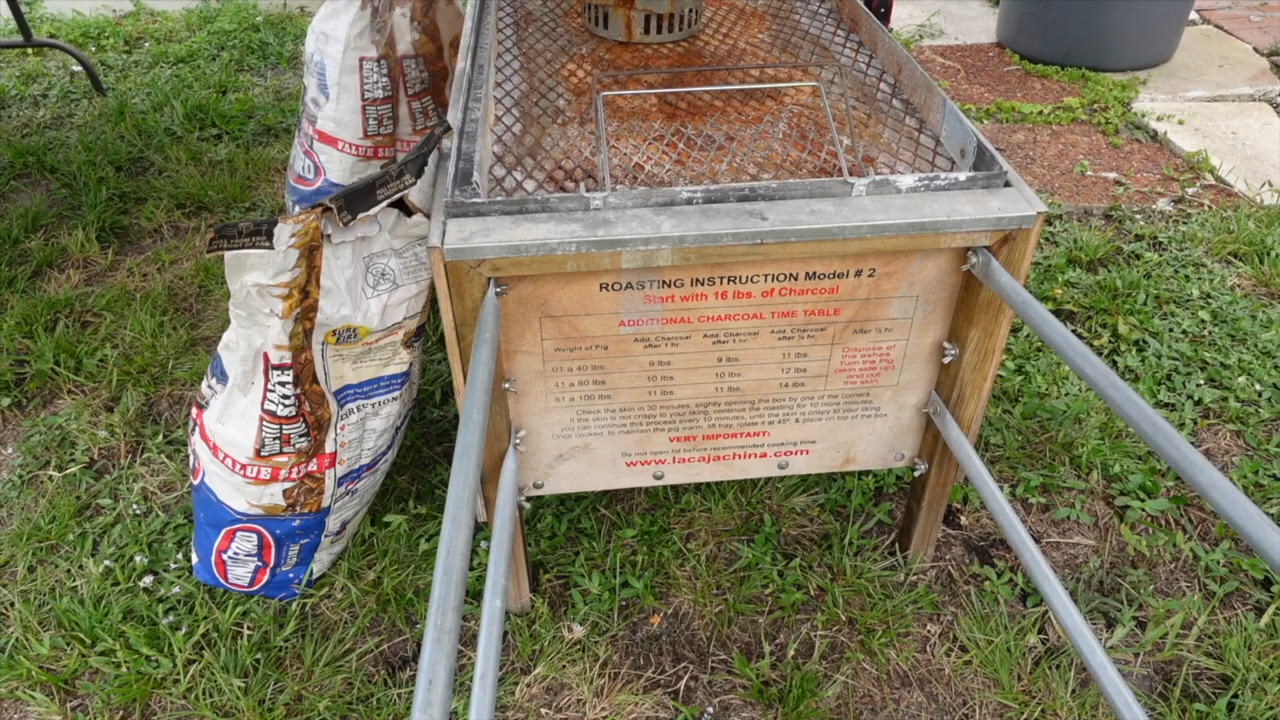 Thrill of the Grill
VALUE SIZE
VALUE SIZE
SURE FIRE
DIRECTIONS
VALUE SIZE
KINGSFORD
ORIGINAL
ROASTING INSTRUCTION Model # 2
Start with 16 lbs. of Charcoal
ADDITIONAL CHARCOAL TIME TABLE
Weight of Pig Add. Charcoal after 1 hr. Add. Charcoal after 1 hr. Add. Charcoal after ½ hr. After ½ hr.
01 a 40 lbs. 9 lbs. 9 lbs. 11 lbs.
41 a 80 lbs. 10 lbs. 10 lbs. 12 lbs.
81 a 100 lbs. 11 lbs. 11 lbs. 14 lbs.
Dispose of
the ashes
Turn the Pig
(skin side up)
and cut
the skin.
Check the skin in 30 minutes, slightly opening the box by one of the corners
If the skin is not crispy to your liking, continue the roasting for 10 more minutes,
you can continue this process every 10 minutes, until the skin is crispy to your liking
Once cooked, to maintain the pig warm, lift tray, rotate it at 45º, & place on top of the box
VERY IMPORTANT:
Do not open lid before recommended cooking time.
www.lacajachina.com